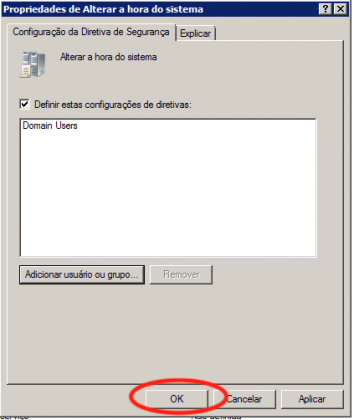 Propriedades de Alterar a hora do sistema
Configuração da Diretiva de Segurança Explicar
Alterar a hora do sistema
Definir estas configurações de diretivas:
Domain Users
Adicionar usuário ou grupo... Remover
OK Cancelar Aplicar